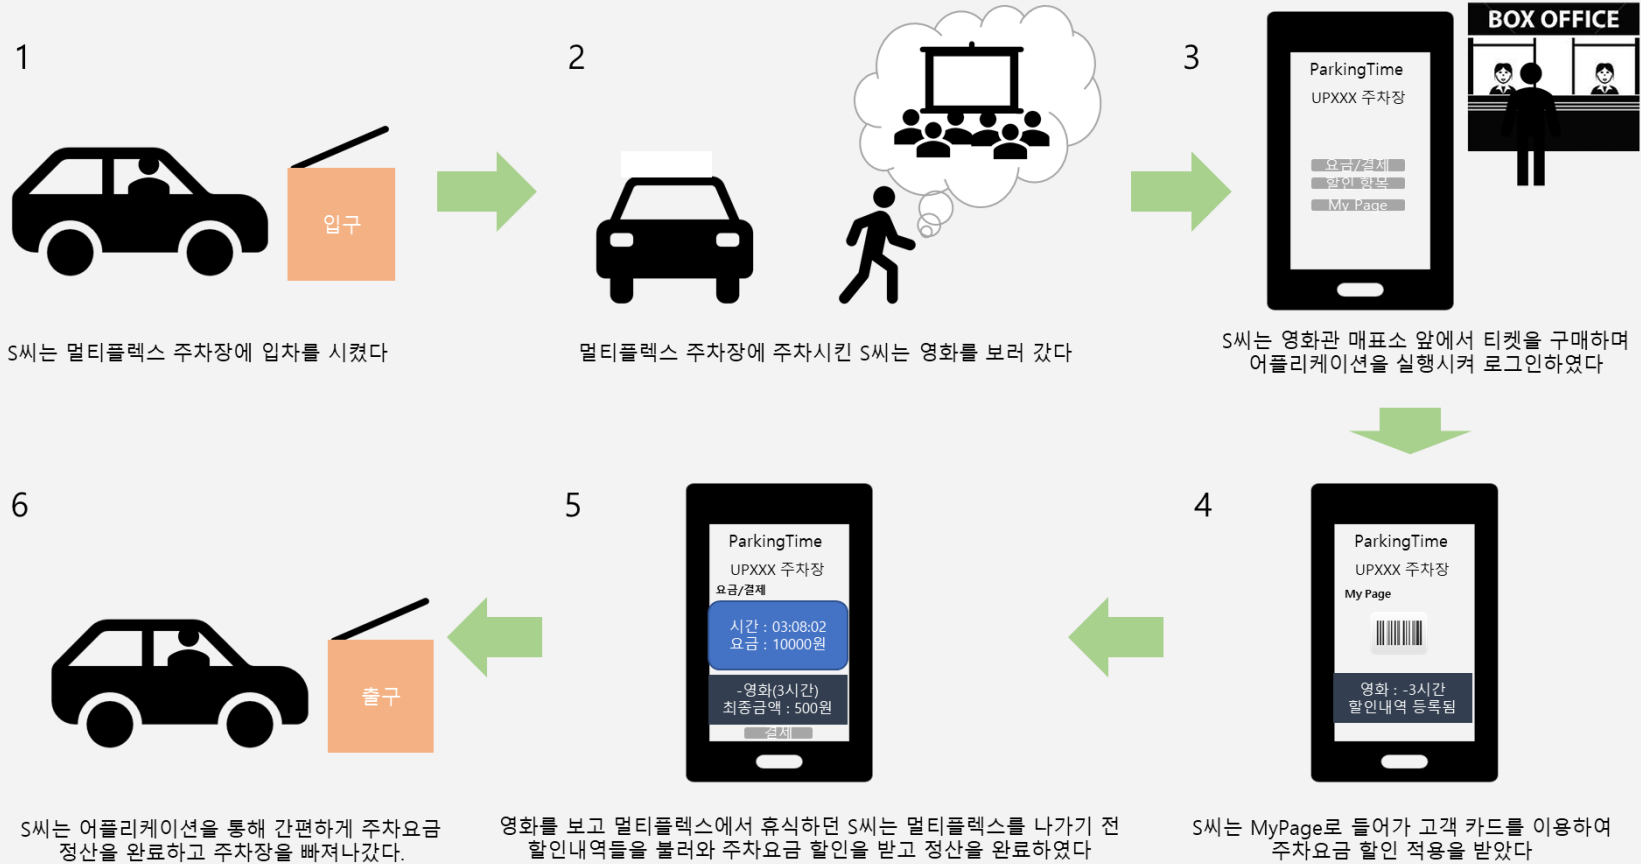 1
입구
S씨는 멀티플렉스 주차장에 입차를 시켰다
2
멀티플렉스 주차장에 주차시킨 S씨는 영화를 보러 갔다
3
ParkingTime
UPXXX 주차장
요금/결제
할인 항목
My Page
BOX OFFICE
S씨는 영화관 매표소 앞에서 티켓을 구매하며
어플리케이션을 실행시켜 로그인하였다
4
ParkingTime
UPXXX 주차장
My Page
영화 : -3시간
할인내역 등록됨
S씨는 MyPage로 들어가 고객 카드를 이용하여
주차요금 할인 적용을 받았다
5
ParkingTime
UPXXX 주차장
요금/결제
시간 : 03:08:02
요금 : 10000원
-영화(3시간)
최종금액 : 500원
결제
영화를 보고 멀티플렉스에서 휴식하던 S씨는 멀티플렉스를 나가기 전
할인내역들을 불러와 주차요금 할인을 받고 정산을 완료하였다
6
출구
S씨는 어플리케이션을 통해 간편하게 주차요금
정산을 완료하고 주차장을 빠져나갔다.